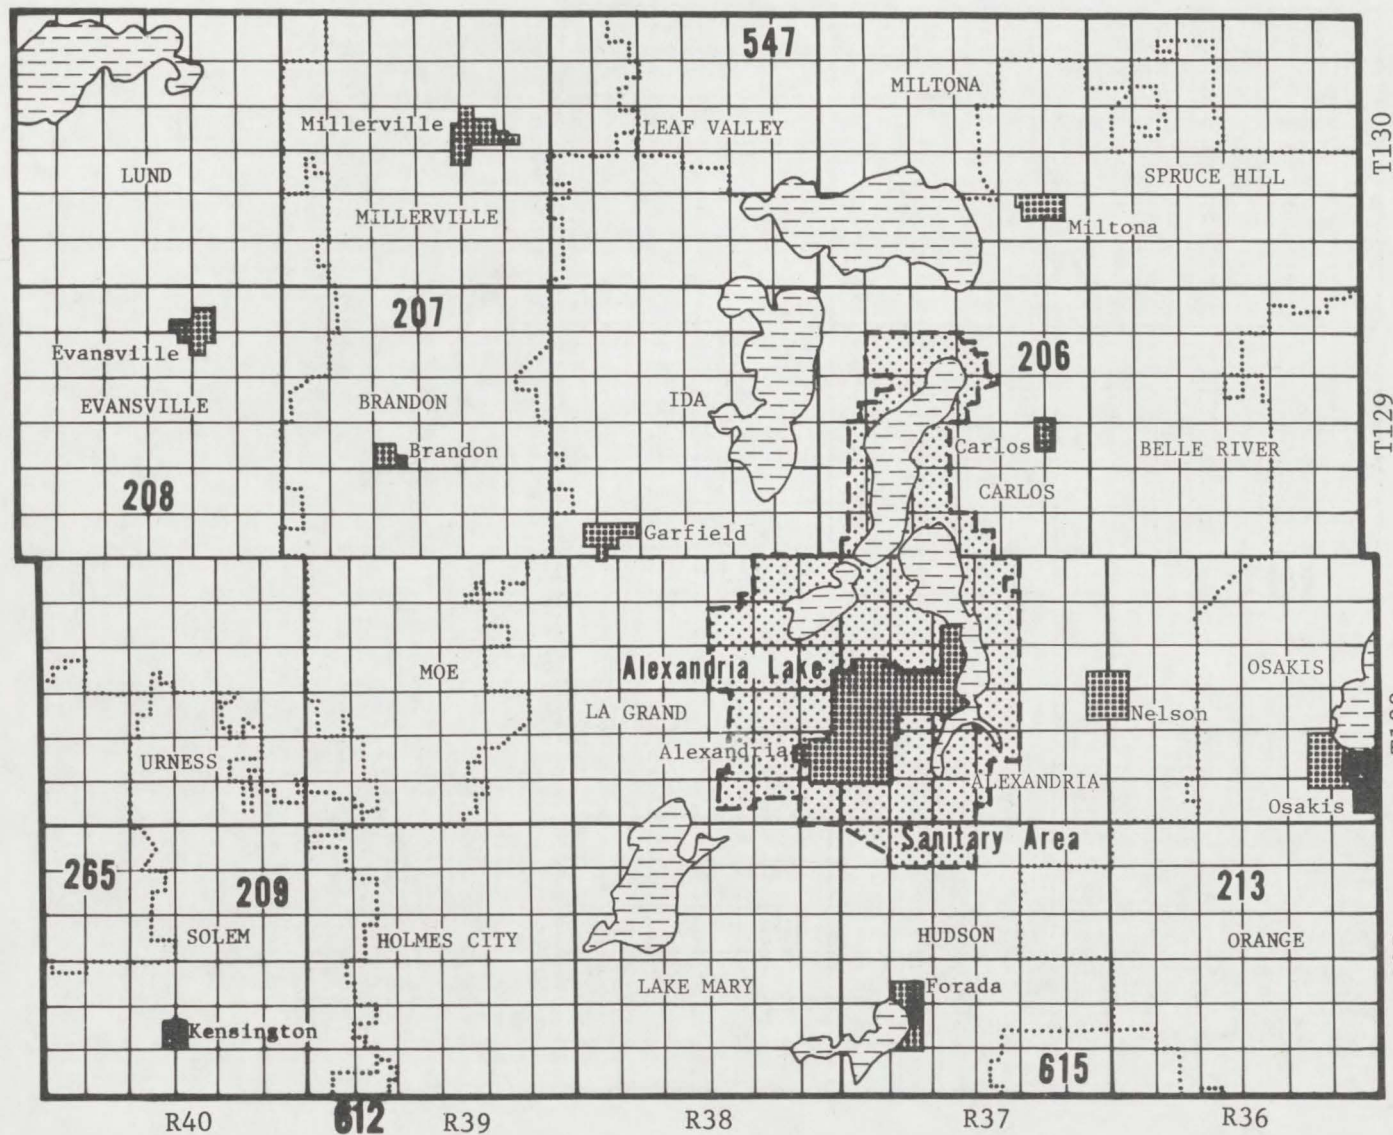 547
MILTONA
Millerville
LEAF VALLEY
T130
LUND
SPRUCE HILL
MILLERVILLE
Miltona
207
Evansville
206
EVANSVILLE
BRANDON
IDA
T129
Brandon
Carlos
BELLE RIVER
208
CARLOS
Garfield
MOE
Alexandria Lake
OSAKIS
LA GRAND
Nelson
URNESS
Alexandria
ALEXANDRIA
Osakis
Sanitary Area
265
209
213
SOLEM
HOLMES CITY
HUDSON
ORANGE
LAKE MARY
Forada
Kensington
615
R40
612
R39
R38
R37
R36